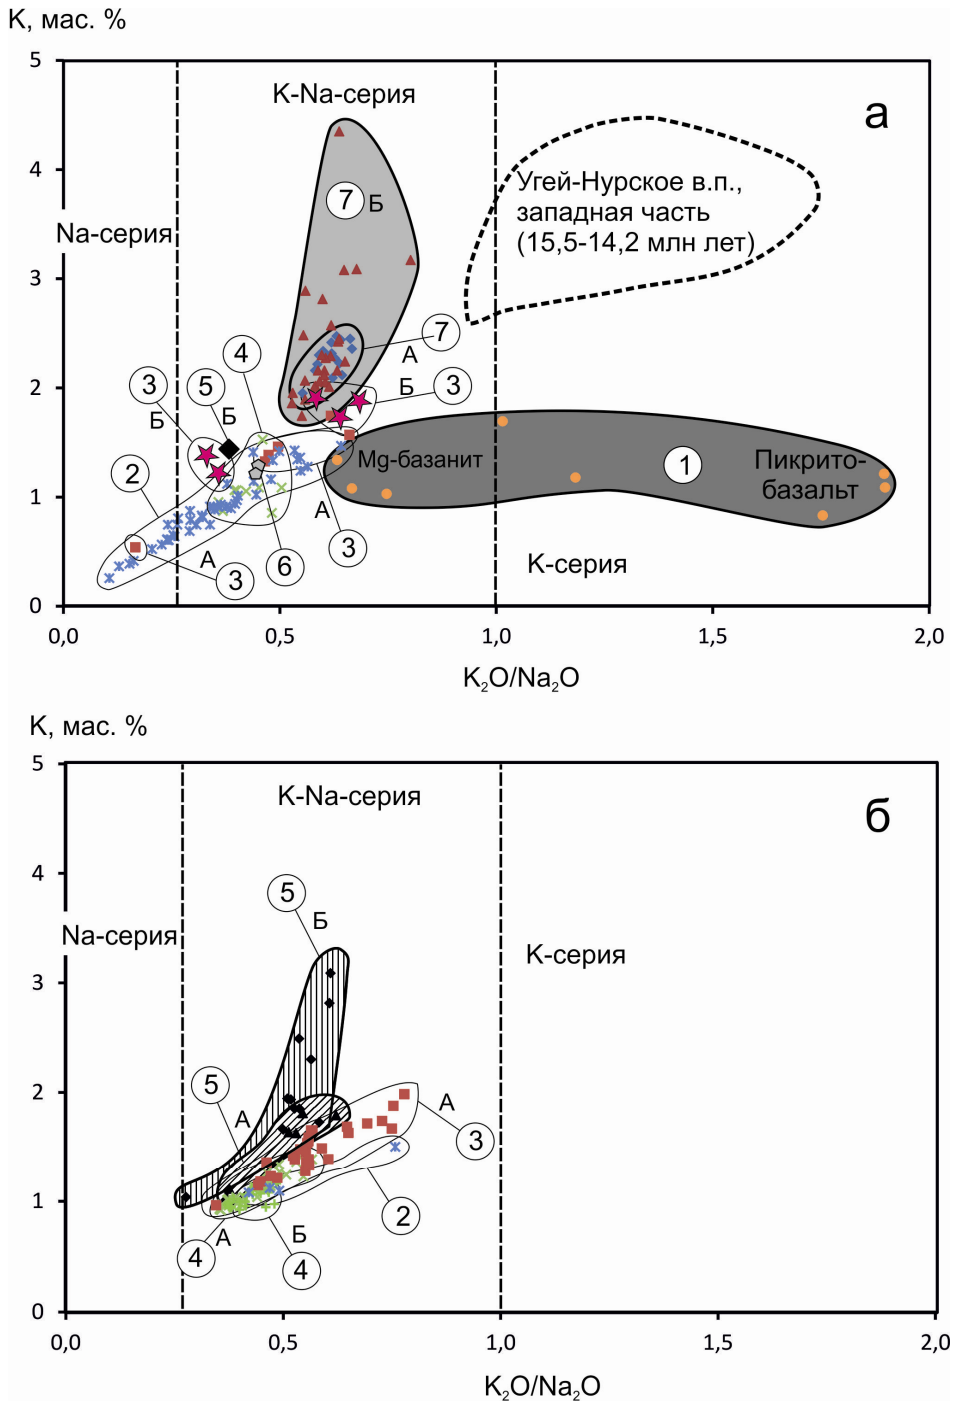 K, мас. %
5
K-Na-серия
а
4
7
Б
Угей-Нурское в.п.,
западная часть
(15,5-14,2 млн лет)
Na-серия
3
7
4
А
3
5
Б
3
2
Б
Б
2
Mg-базанит
1
Пикрито-
базальт
1
А
3
А
3
6
K-серия
0
0,0
0,5
1,0
1,5
2,0
K₂O/Na₂O
K, мас. %
5
K-Na-серия
б
4
5
Б
Na-серия
K-серия
3
5
2
А
А
3
2
1
А
Б
4
4
0
0,0
0,5
1,0
1,5
2,0
K₂O/Na₂O